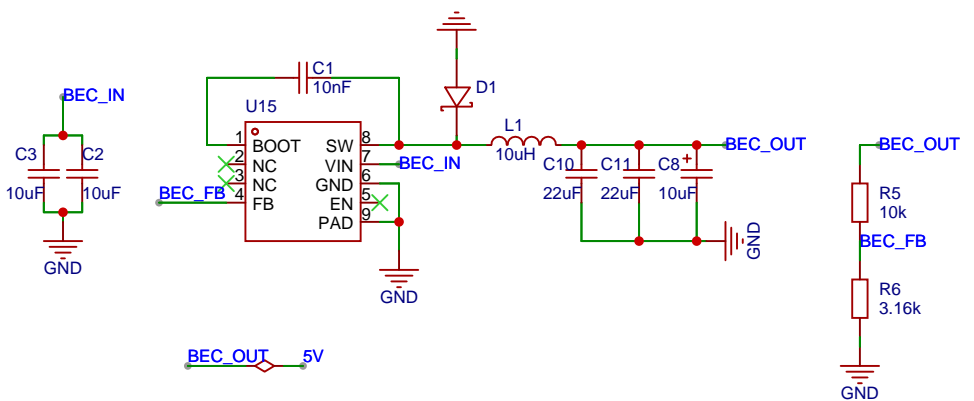 BEC_IN
C3
C2
10uF
10uF
GND
C1
10nF
U15
1
BOOT
SW
8
2
NC
VIN
7
BEC_IN
3
NC
GND
6
BEC_FB
4
FB
EN
5
PAD
9
GND
D1
L1
10uH
BEC_OUT
C10
C11
C8
+
22uF
22uF
10uF
GND
BEC_OUT
R5
10k
BEC_FB
R6
3.16k
GND
BEC_OUT
5V